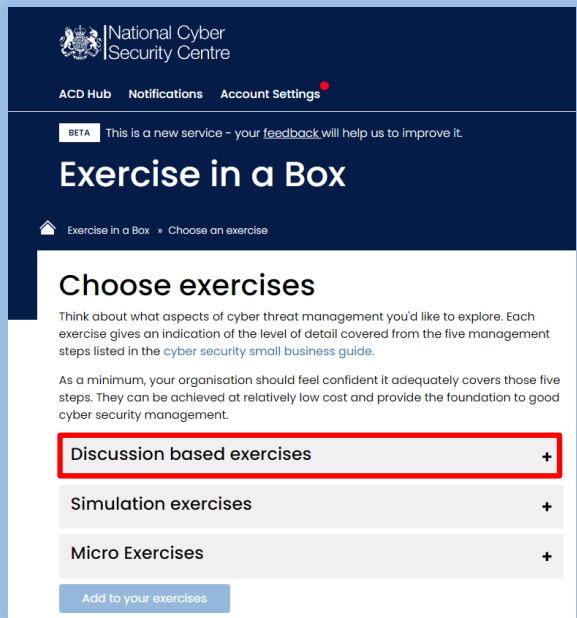 National Cyber
Security Centre
ACD Hub Notifications Account Settings
BETA This is a new service - your feedback will help us to improve it.
Exercise in a Box
Exercise in a Box » Choose an exercise
Choose exercises
Think about what aspects of cyber threat management you'd like to explore. Each
exercise gives an indication of the level of detail covered from the five management
steps listed in the cyber security small business guide.
As a minimum, your organisation should feel confident it adequately covers those five
steps. They can be achieved at relatively low cost and provide the foundation to good
cyber security management.
Discussion based exercises +
Simulation exercises +
Micro Exercises +
Add to your exercises